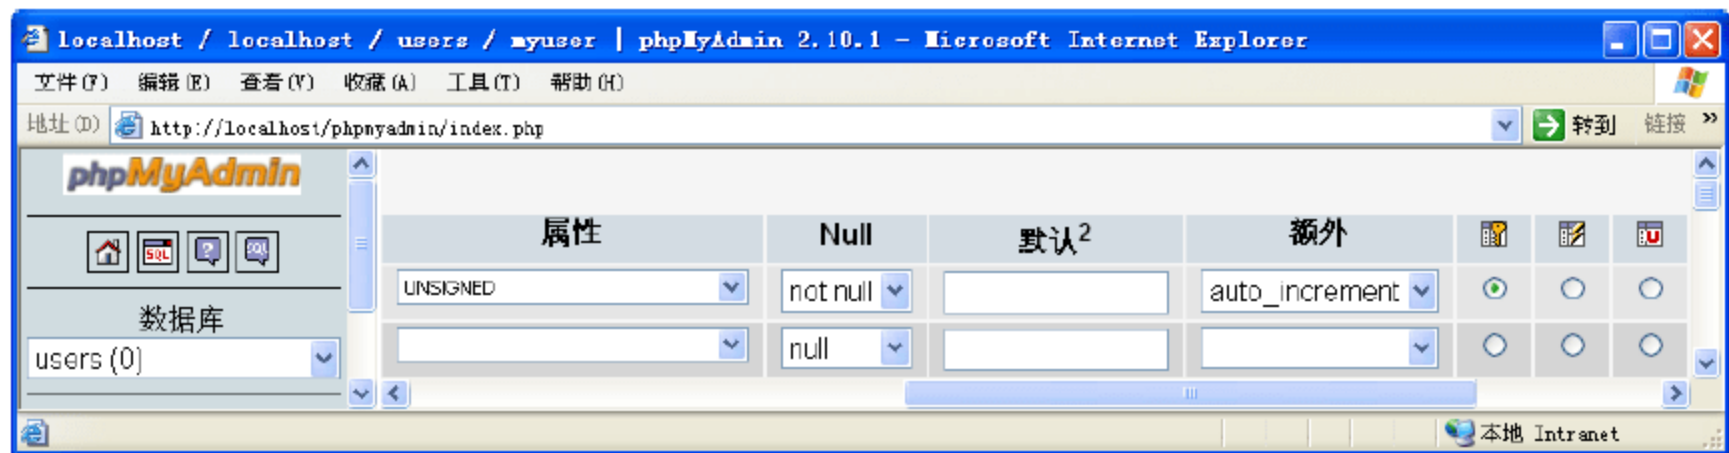 localhost / localhost / users / myuser | phpMyAdmin 2.10.1 - Microsoft Internet Explorer
文件(F) 编辑(E) 查看(V) 收藏(A) 工具(T) 帮助(H)
地址(D) http://localhost/phpmyadmin/index.php 转到 链接 »
phpMyAdmin
属性 Null 默认2 额外
SQL ? SQL
UNSIGNED not null auto_increment
数据库
null
users (0)
本地 Intranet